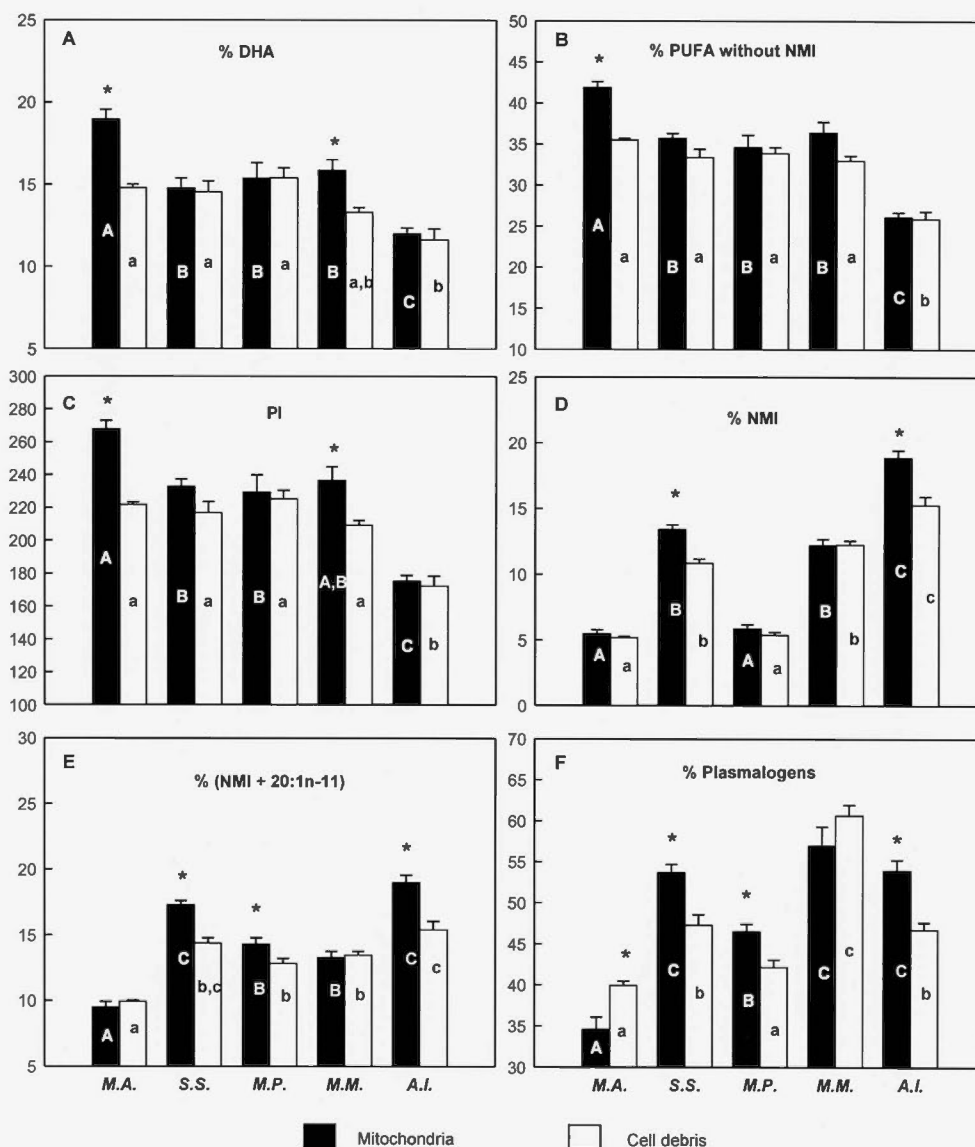 A
% DHA
25
20
15
10
5
*
*
A
a
B
a
B
a
B
a,b
C
b
B
% PUFA without NMI
50
45
40
35
30
25
20
15
10
*
A
a
B
a
B
a
B
a
C
b
C
PI
300
280
260
240
220
200
180
160
140
120
100
*
*
A
a
B
a
B
a
A,B
a
C
b
D
% NMI
25
20
15
10
5
0
*
*
A
a
B
b
A
a
B
b
C
c
E
% (NMI + 20:1n-11)
30
25
20
15
10
5
*
*
*
A
a
C
b,c
B
b
B
b
C
c
M.A. S.S. M.P. M.M. A.I.
F
% Plasmalogens
70
65
60
55
50
45
40
35
30
*
*
*
*
A
a
C
b
B
a
C
c
C
b
M.A. S.S. M.P. M.M. A.I.
Mitochondria
Cell debris